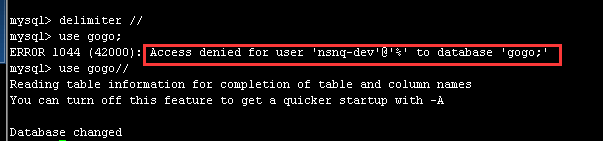 mysql> delimiter //
mysql> use gogo;
ERROR 1044 (42000): Access denied for user 'nsnq-dev'@'%' to database 'gogo;'
mysql> use gogo//
Reading table information for completion of table and column names
You can turn off this feature to get a quicker startup with -A
Database changed